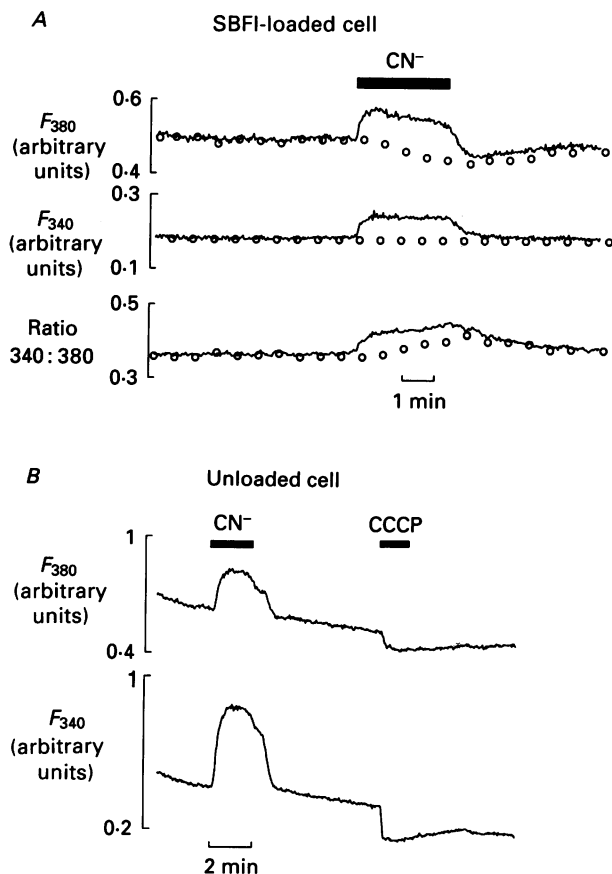 A
SBFI-loaded cell
CN⁻
0·6
F380
(arbitrary
units)
0·4
0·3
F340
(arbitrary
units)
0·1
0·5
Ratio
340 : 380
0·3
1 min
B
Unloaded cell
CN⁻
CCCP
1
F380
(arbitrary
units)
0·4
1
F340
(arbitrary
units)
0·2
2 min